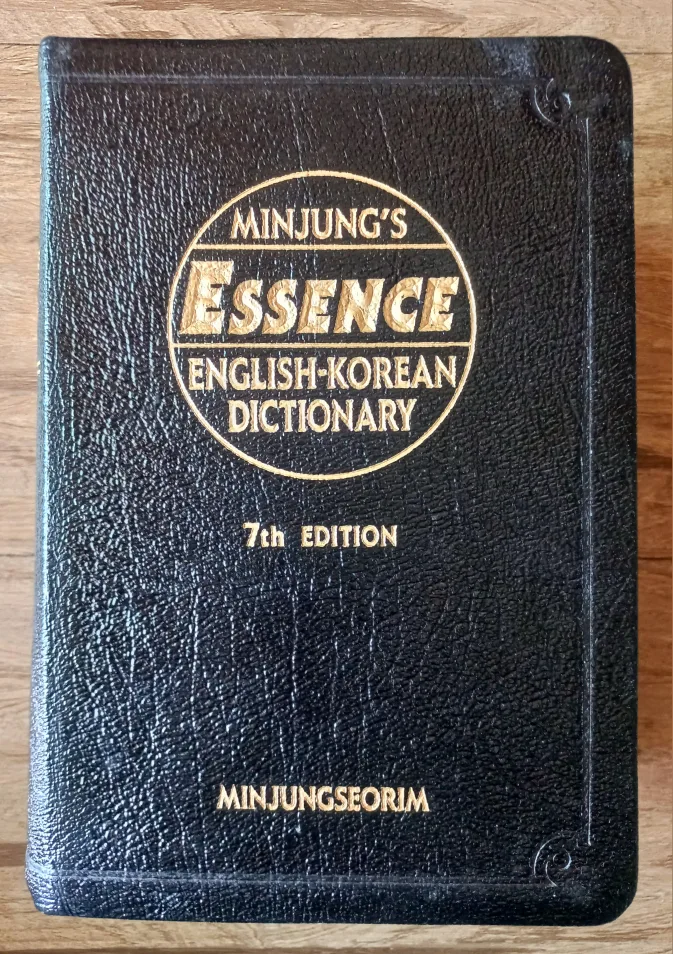 MINJUNG'S
ESSENCE
ENGLISH-KOREAN
DICTIONARY
7th EDITION
MINJUNGSEORIM